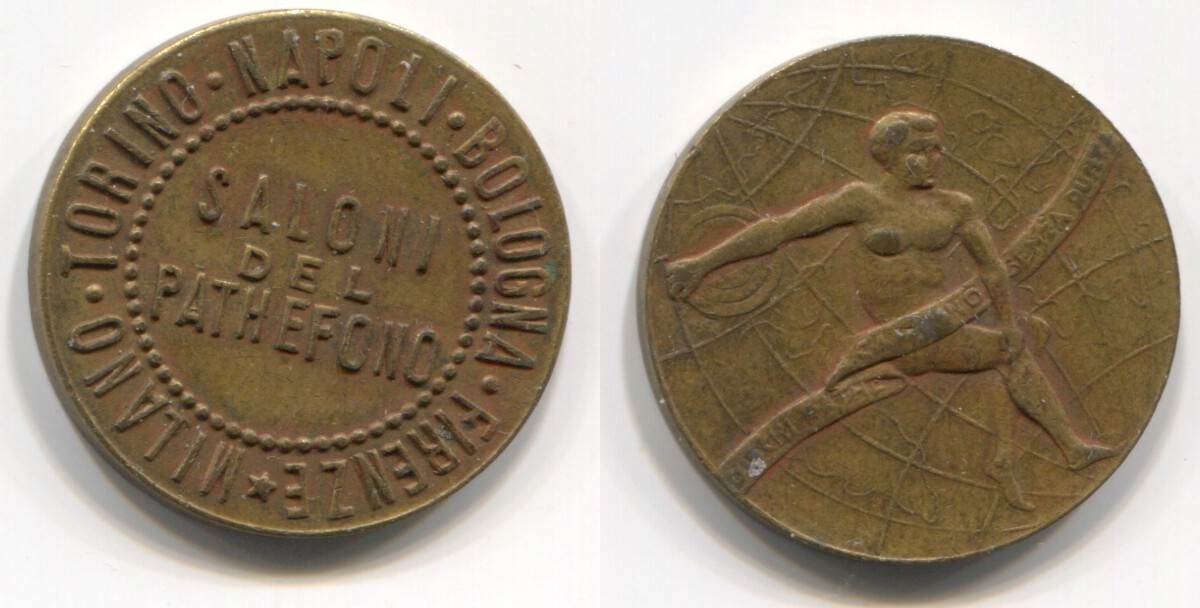 MILANO · TORINO · NAPOLI · BOLOGNA · FIRENZE
SALONI
DEL
PATHEFONO
SENZA PUNTA